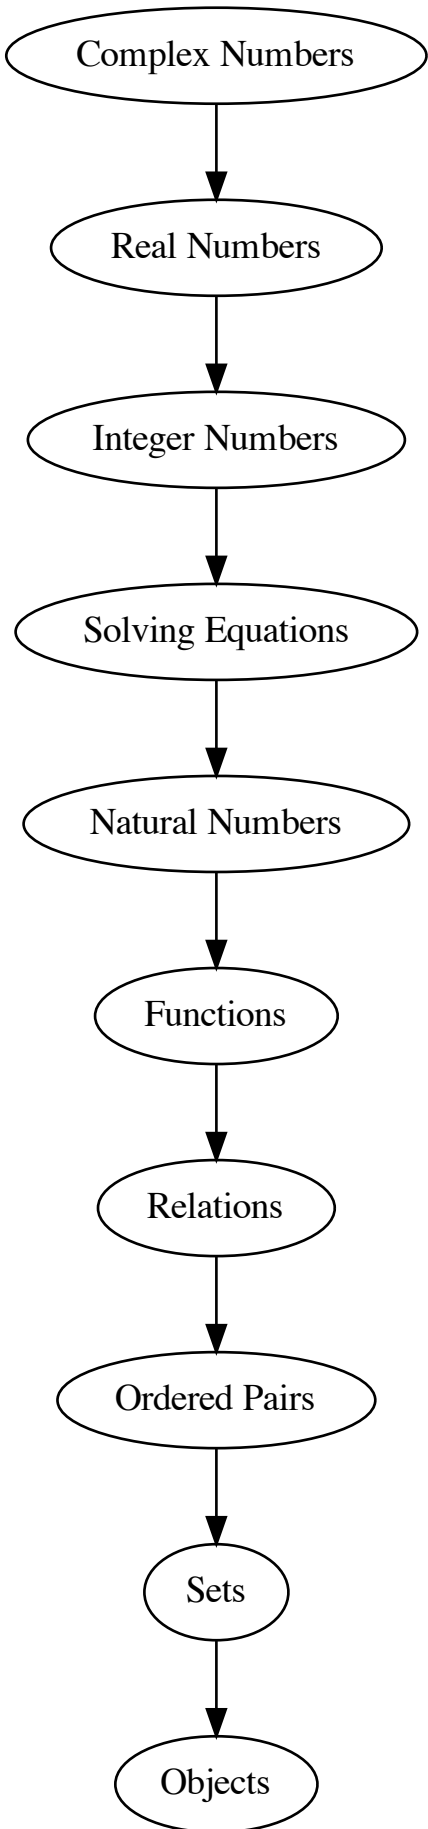 Complex Numbers
Real Numbers
Integer Numbers
Solving Equations
Natural Numbers
Functions
Relations
Ordered Pairs
Sets
Objects